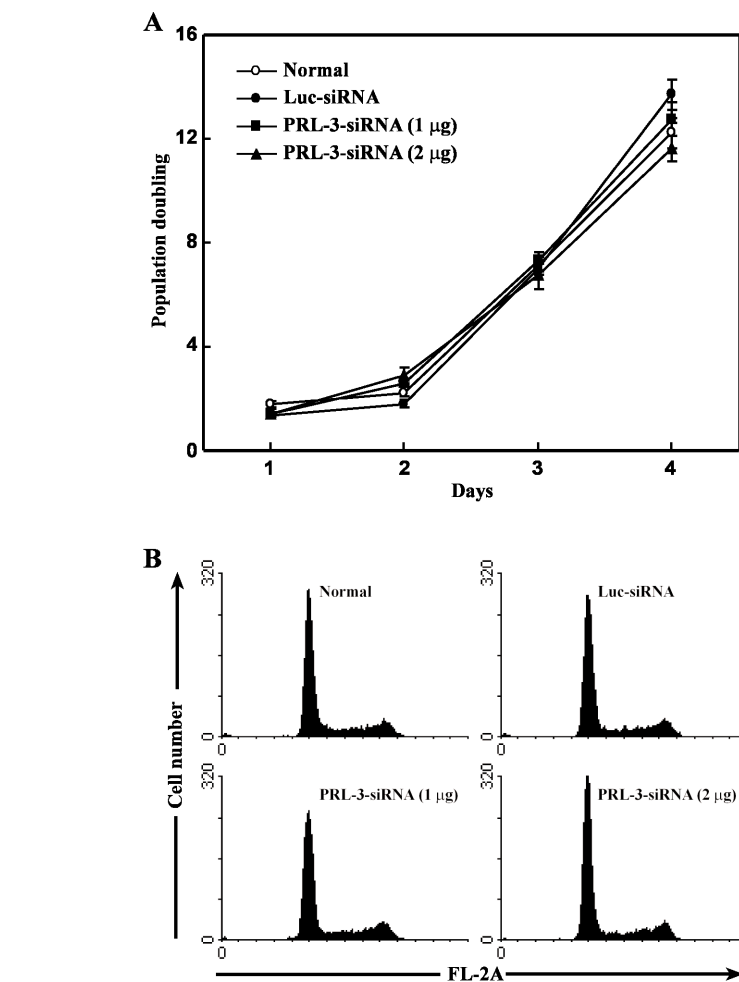 A
16
12
8
4
0
Population doubling
Normal
Luc-siRNA
PRL-3-siRNA (1 µg)
PRL-3-siRNA (2 µg)
1 2 3 4
Days
B
Cell number
320
0
0
Normal
320
0
0
Luc-siRNA
320
0
0
PRL-3-siRNA (1 µg)
320
0
0
PRL-3-siRNA (2 µg)
FL-2A